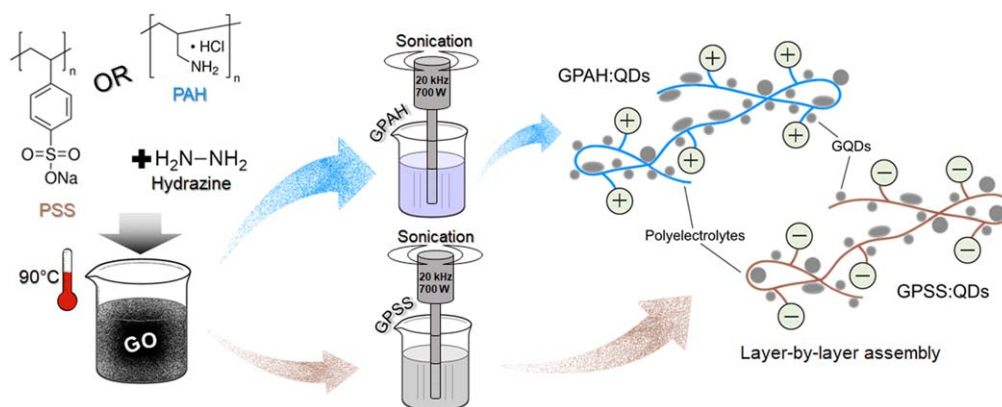 n
OR
O=S=O
ONa
PSS
• HCl
NH₂
n
PAH
+H₂N−NH₂
Hydrazine
90°C
GO
Sonication
20 kHz
700 W
GPAH
Sonication
20 kHz
700 W
GPSS
GPAH:QDs
+
+
+
+
+
+
GQDs
Polyelectrolytes
−
−
−
−
−
−
GPSS:QDs
Layer-by-layer assembly